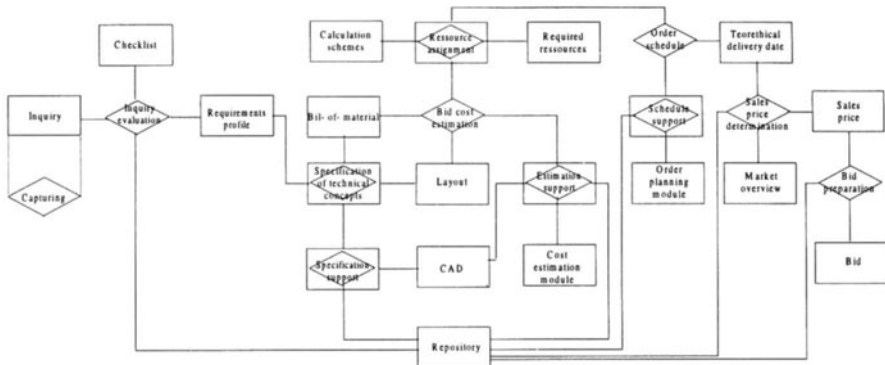 Checklist
Calculation
schemes
Ressource
assignment
Required
ressources
Order
schedule
Teorethical
delivery date
Inquiry
Inquiry
evaluation
Requirements
profile
Bil- of- material
Bid cost
estimation
Schedule
support
Sales
price
determination
Sales
price
Capturing
Specification
of technical
concepts
Layout
Estimation
support
Order
planning
module
Market
overview
Bid
preparation
Specification
support
CAD
Cost
estimation
module
Bid
Repository